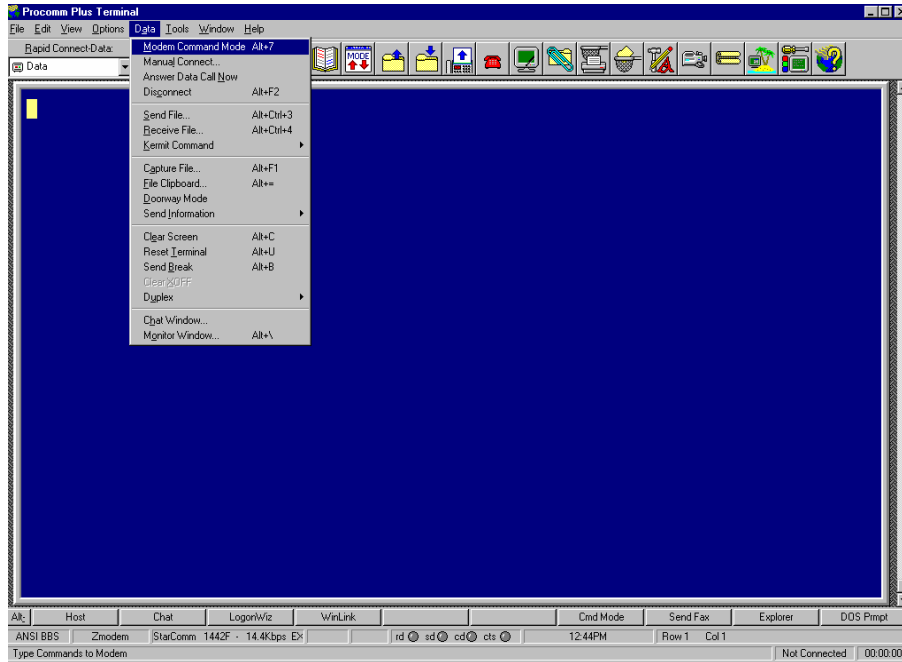 Procomm Plus Terminal
File Edit View Options Data Tools Window Help
Rapid Connect-Data:
Data
MODE
Modem Command Mode Alt+7
Manual Connect...
Answer Data Call Now
Disconnect Alt+F2
Send File... Alt+Ctrl+3
Receive File... Alt+Ctrl+4
Kermit Command
Capture File... Alt+F1
File Clipboard... Alt+=
Doorway Mode
Send Information
Clear Screen Alt+C
Reset Terminal Alt+U
Send Break Alt+B
Clear XOFF
Duplex
Chat Window...
Monitor Window... Alt+\
Alt-: Host Chat LogonWiz WinLink Cmd Mode Send Fax Explorer DOS Prmpt
ANSI BBS Zmodem StarComm 1442F - 14.4Kbps EX rd sd cd cts 12:44PM Row 1 Col 1
Type Commands to Modem Not Connected 00:00:00